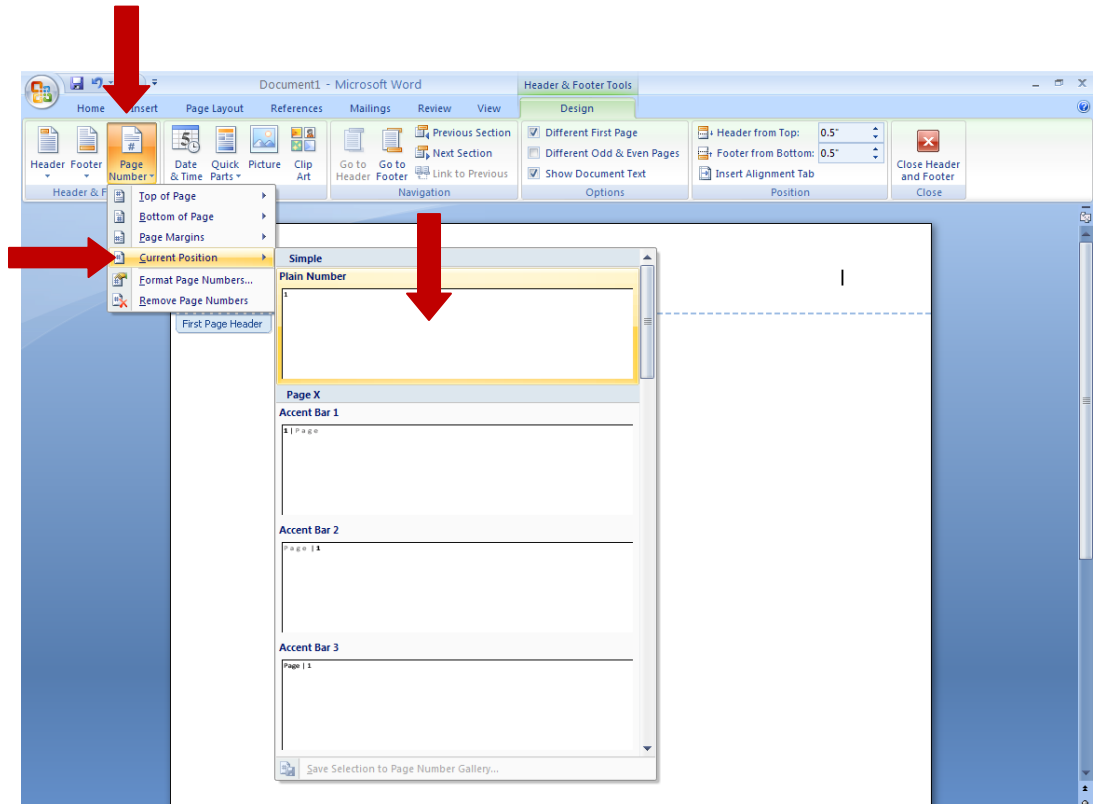 Document1 - Microsoft Word
Header & Footer Tools
Home
Insert
Page Layout
References
Mailings
Review
View
Design
Header
Footer
Page Number
#
Date & Time
5
Quick Parts
Picture
Clip Art
Go to Header
Go to Footer
Previous Section
Next Section
Link to Previous
Different First Page
Different Odd & Even Pages
Show Document Text
Header from Top: 0.5"
Footer from Bottom: 0.5"
Insert Alignment Tab
Close Header and Footer
Header & F
Navigation
Options
Position
Close
Top of Page
Bottom of Page
Page Margins
Current Position
Format Page Numbers...
Remove Page Numbers
First Page Header
Simple
Plain Number
1
Page X
Accent Bar 1
1 | Page
Accent Bar 2
Page | 1
Accent Bar 3
Page | 1
Save Selection to Page Number Gallery...